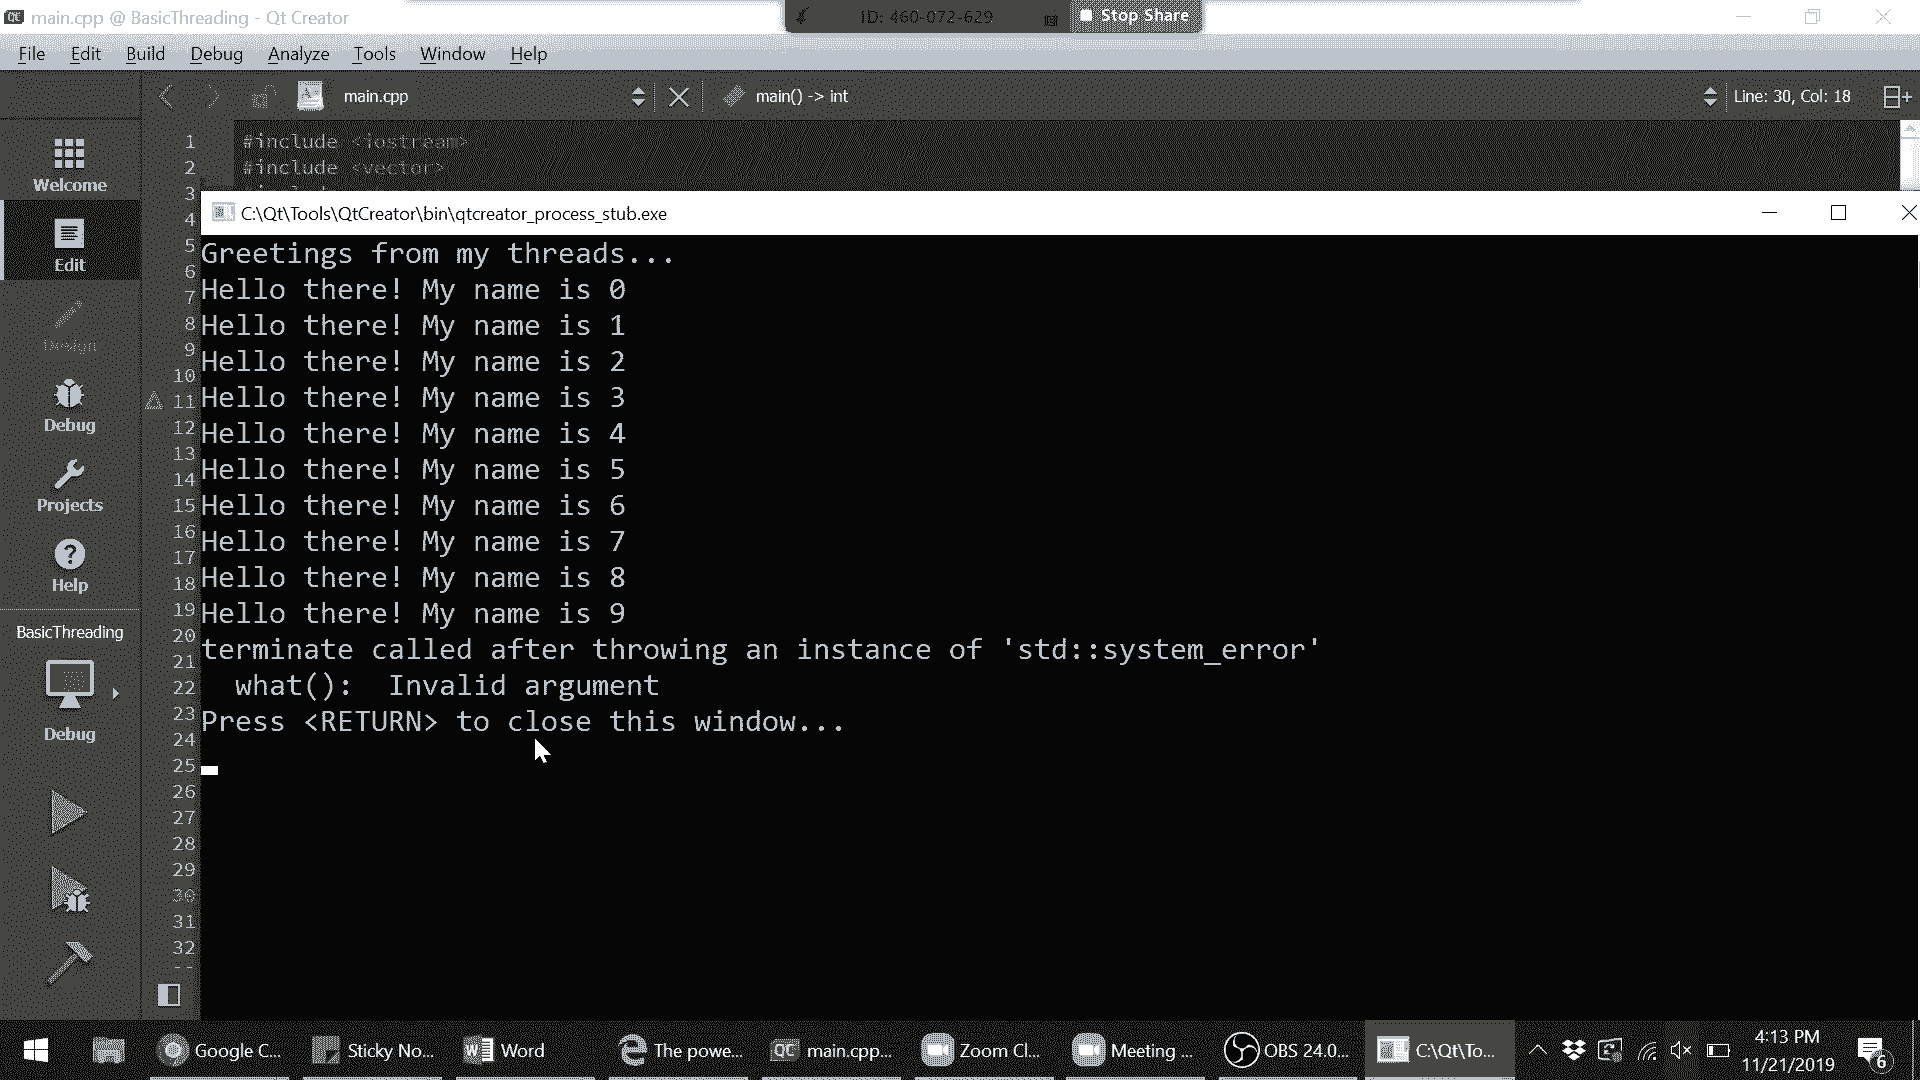 main.cpp @ BasicThreading - Qt Creator
ID: 460-072-629
Stop Share
File Edit Build Debug Analyze Tools Window Help
main.cpp
main() -> int
Line: 30, Col: 18
1 #include <iostream>
2 #include <vector>
3
C:\Qt\Tools\QtCreator\bin\qtcreator_process_stub.exe
4
5
6
7
8
9
10
11
12
13
14
15
16
17
18
19
20
21
22
23
24
25
26
27
28
29
30
31
32
Greetings from my threads...
Hello there! My name is 0
Hello there! My name is 1
Hello there! My name is 2
Hello there! My name is 3
Hello there! My name is 4
Hello there! My name is 5
Hello there! My name is 6
Hello there! My name is 7
Hello there! My name is 8
Hello there! My name is 9
terminate called after throwing an instance of 'std::system_error'
what(): Invalid argument
Press <RETURN> to close this window...
Welcome
Edit
Design
Debug
Projects
Help
BasicThreading
Debug
Google C...
Sticky No...
Word
The powe...
main.cpp...
Zoom Cl...
Meeting ...
OBS 24.0...
C:\Qt\To...
4:13 PM
11/21/2019
6